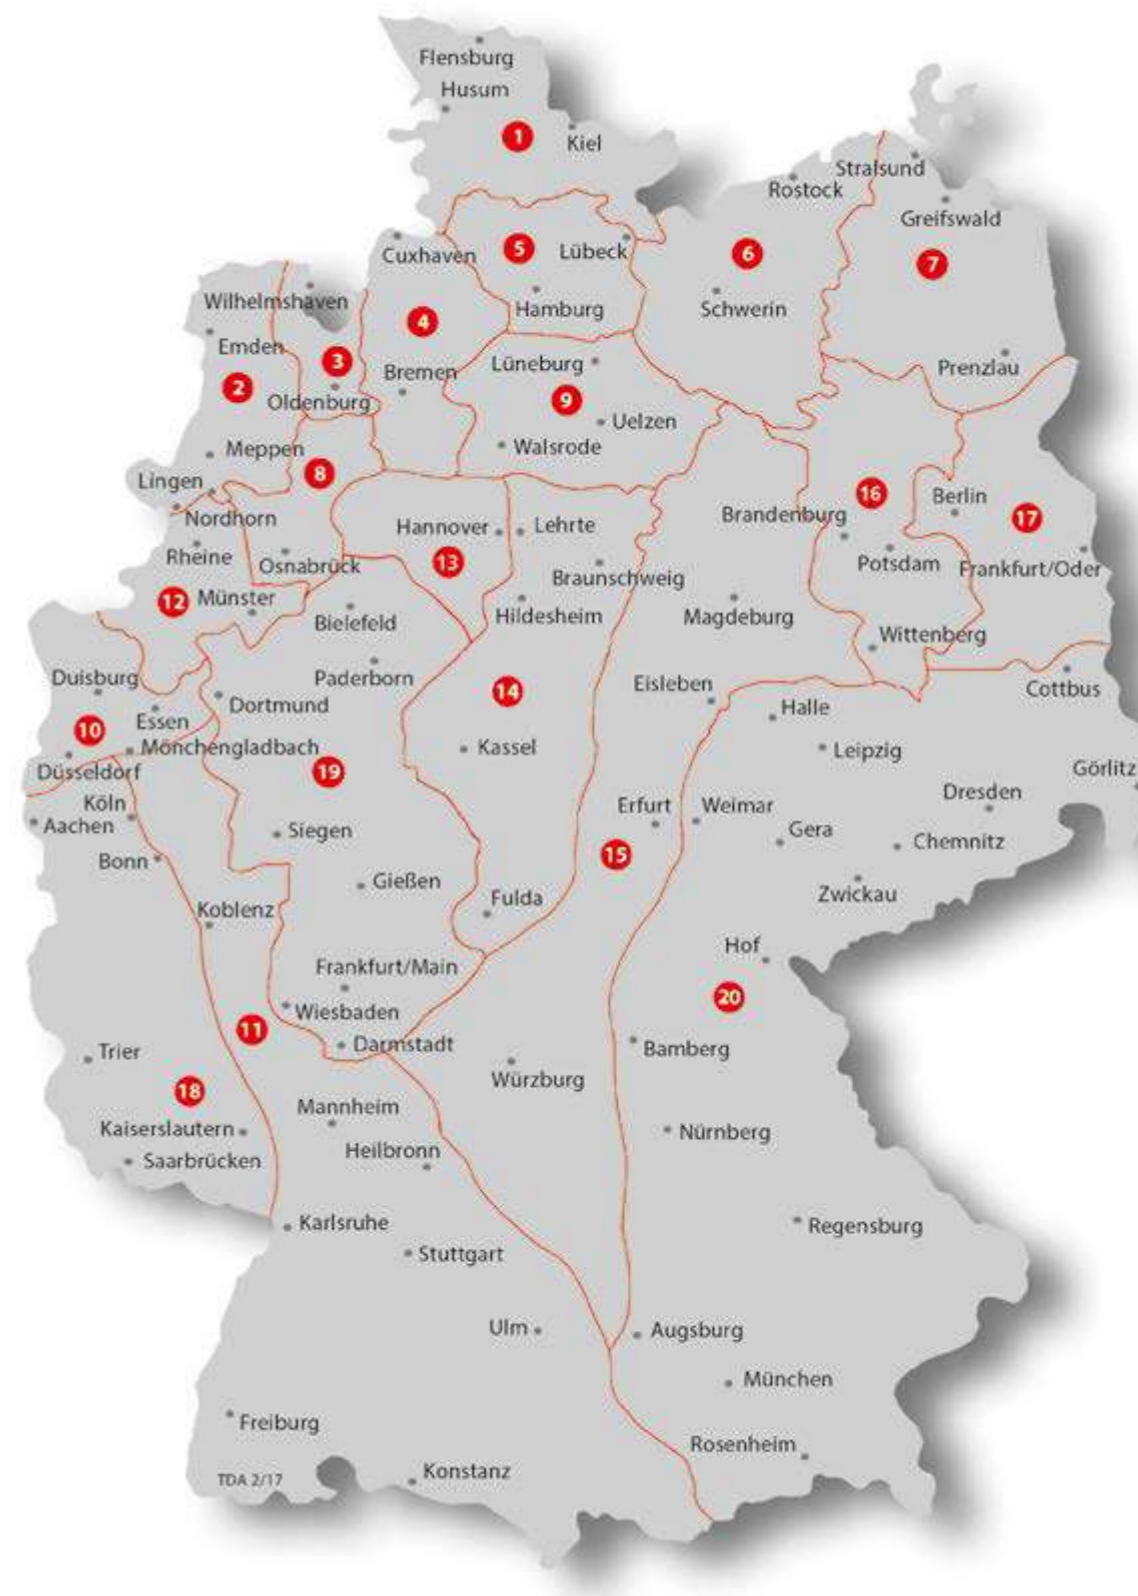 Flensburg
Husum
1
Kiel
Stralsund
Rostock
Greifswald
Cuxhaven
5
Lübeck
6
7
Wilhelmshaven
Hamburg
Schwerin
4
Emden
3
Lüneburg
Prenzlau
2
Bremen
Oldenburg
9
Uelzen
Meppen
Walsrode
8
Lingen
16
Berlin
Nordhorn
Hannover
Lehrte
Brandenburg
17
Rheine
Osnabrück
13
Braunschweig
Potsdam
Frankfurt/Oder
12
Münster
Bielefeld
Hildesheim
Magdeburg
Wittenberg
Duisburg
Paderborn
14
Eisleben
Cottbus
Essen
Dortmund
Halle
10
Mönchengladbach
Kassel
Leipzig
Düsseldorf
19
Görlitz
Köln
Erfurt
Weimar
Dresden
Aachen
Siegen
Gera
Chemnitz
Bonn
15
Gießen
Zwickau
Koblenz
Fulda
Hof
Frankfurt/Main
20
Wiesbaden
11
Trier
Darmstadt
Bamberg
18
Würzburg
Mannheim
Kaiserslautern
Nürnberg
Saarbrücken
Heilbronn
Karlsruhe
Regensburg
Stuttgart
Ulm
Augsburg
München
Freiburg
Rosenheim
TDA 2/17
Konstanz